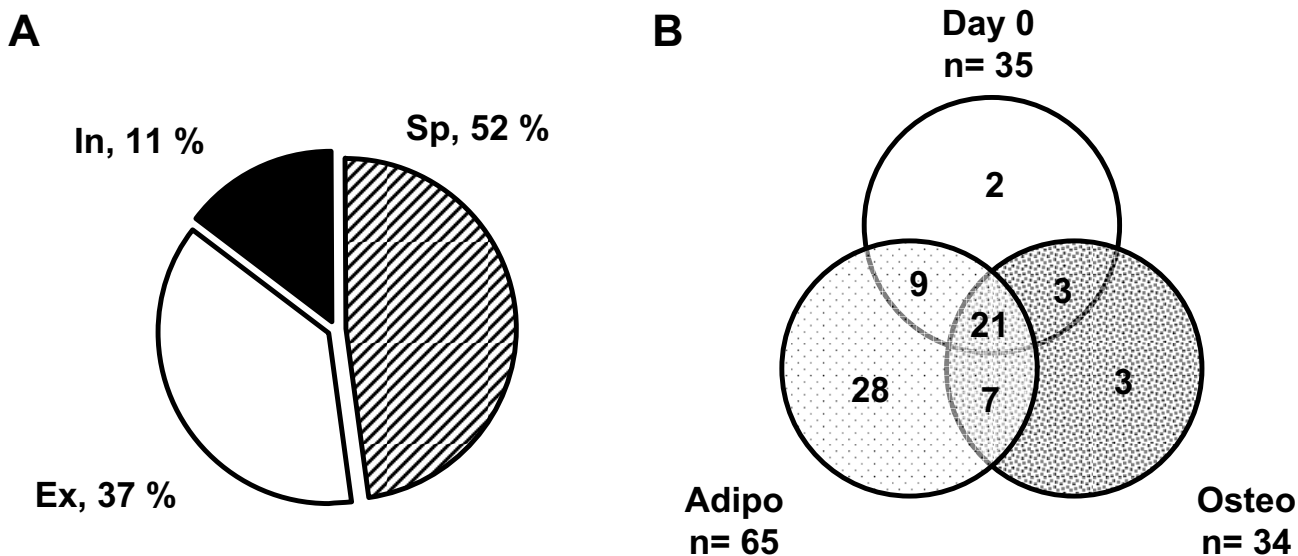 A
In, 11 %
Sp, 52 %
Ex, 37 %
B
Day 0
n= 35
2
9
3
21
28
7
3
Adipo
n= 65
Osteo
n= 34